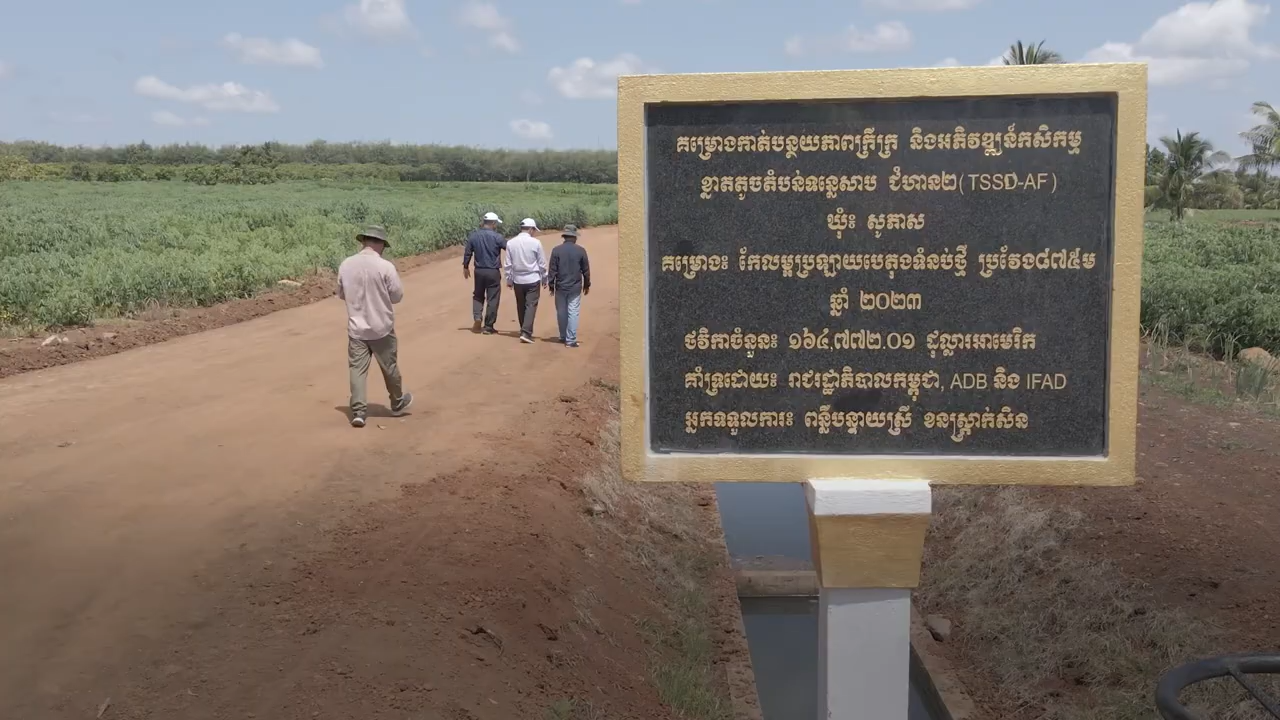 គម្រោងកាត់បន្ថយភាពក្រីក្រ និងអភិវឌ្ឍន៍កសិកម្ម
ខ្នាតតូចតំបន់ទន្លេសាប ជំហាន២(TSSD-AF)
ឃុំ៖ សូភាស
គម្រោង៖ កែលម្អប្រឡាយបេតុងទំនប់ថ្មី ប្រវែង៨៧៥ម
ឆ្នាំ ២០២៣
ថវិកាចំនួន៖ ១៦៤,៧៧២.០១ ដុល្លារអាមេរិក
គាំទ្រដោយ៖ រាជរដ្ឋាភិបាលកម្ពុជា, ADB និង IFAD
អ្នកទទួលការ៖ ពន្លឺបន្ទាយស្រី ខនស្ត្រាក់សិន